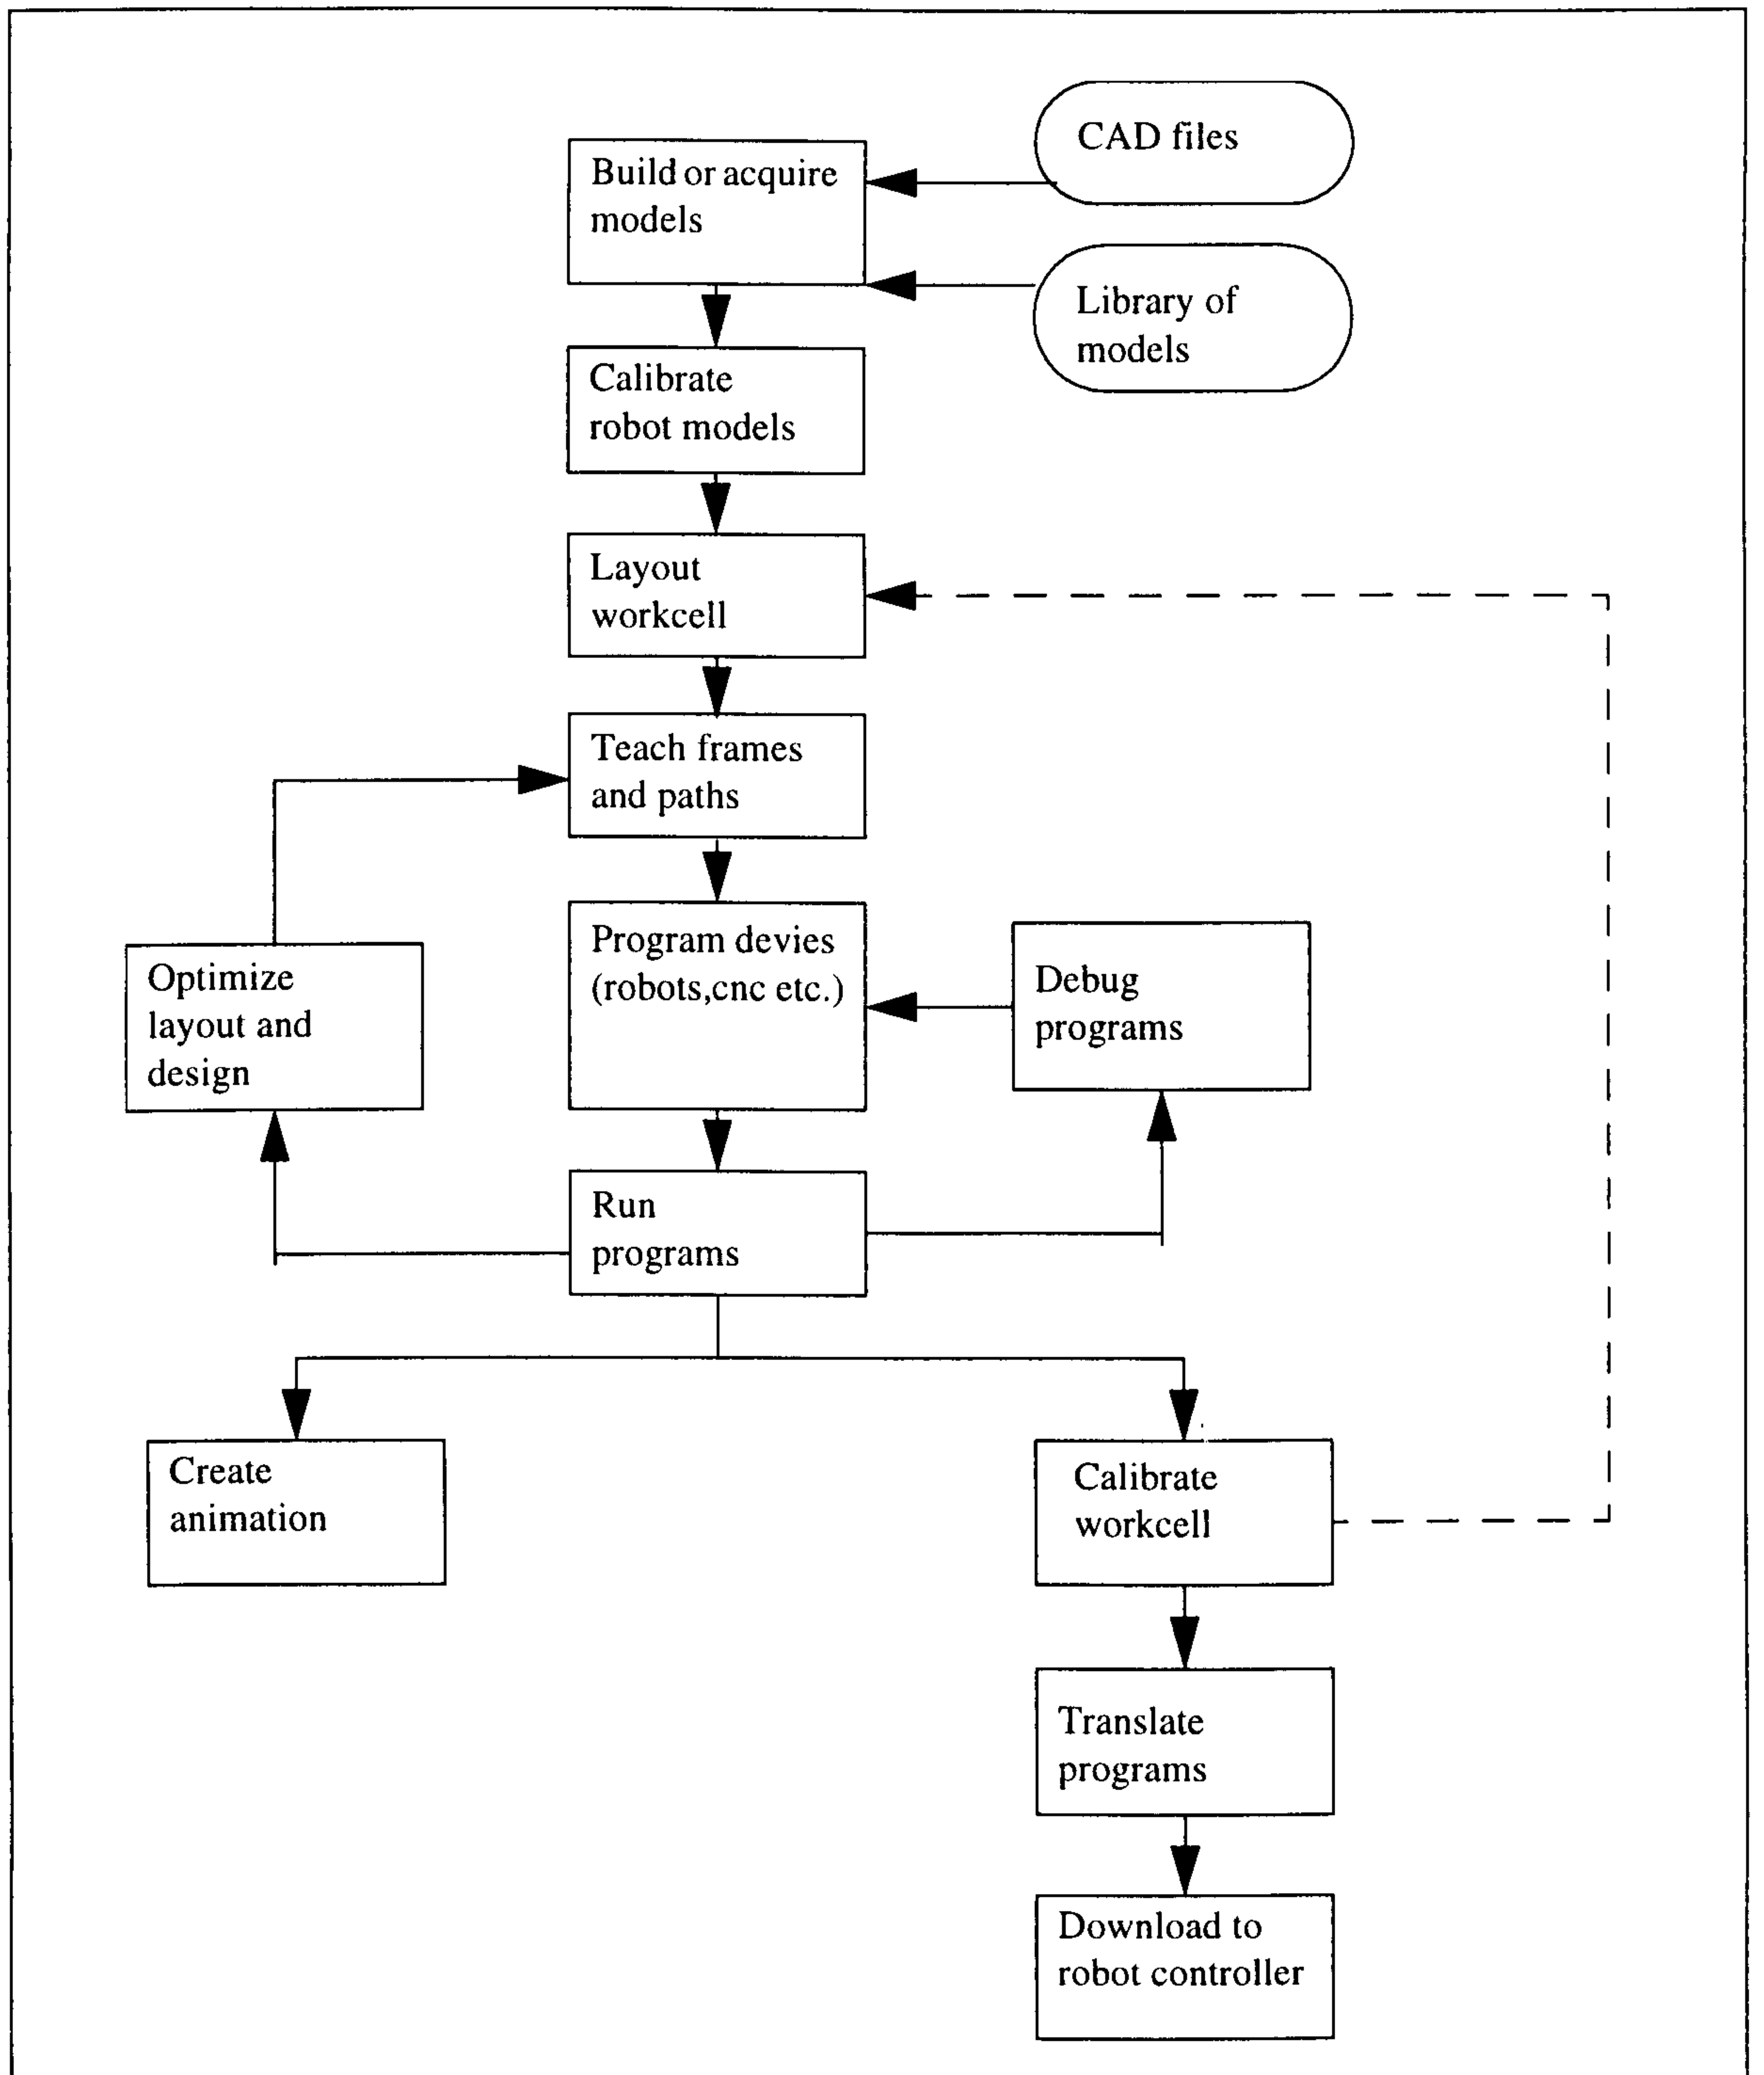 CAD files
Build or acquire
models
Library of
models
Calibrate
robot models
Layout
workcell
Teach frames
and paths
Program devies
(robots,cnc etc.)
Debug
programs
Optimize
layout and
design
Run
programs
Create
animation
Calibrate
workcell
Translate
programs
Download to
robot controller